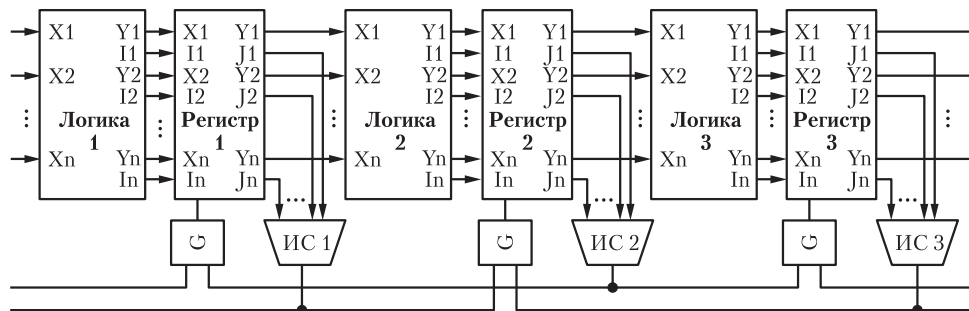 X1 Y1 X1 Y1 X1 Y1 X1 Y1 X1 Y1 X1 Y1
I1 I1 J1 I1 I1 J1 I1 I1 J1
X2 Y2 X2 Y2 X2 Y2 X2 Y2 X2 Y2 X2 Y2
I2 I2 J2 I2 I2 J2 I2 I2 J2
Логика Регистр Логика Регистр Логика Регистр
1 1 2 2 3 3
Xn Yn Xn Yn Xn Yn Xn Yn Xn Yn Xn Yn
In In Jn In In Jn In In Jn
G ИС 1 G ИС 2 G ИС 3